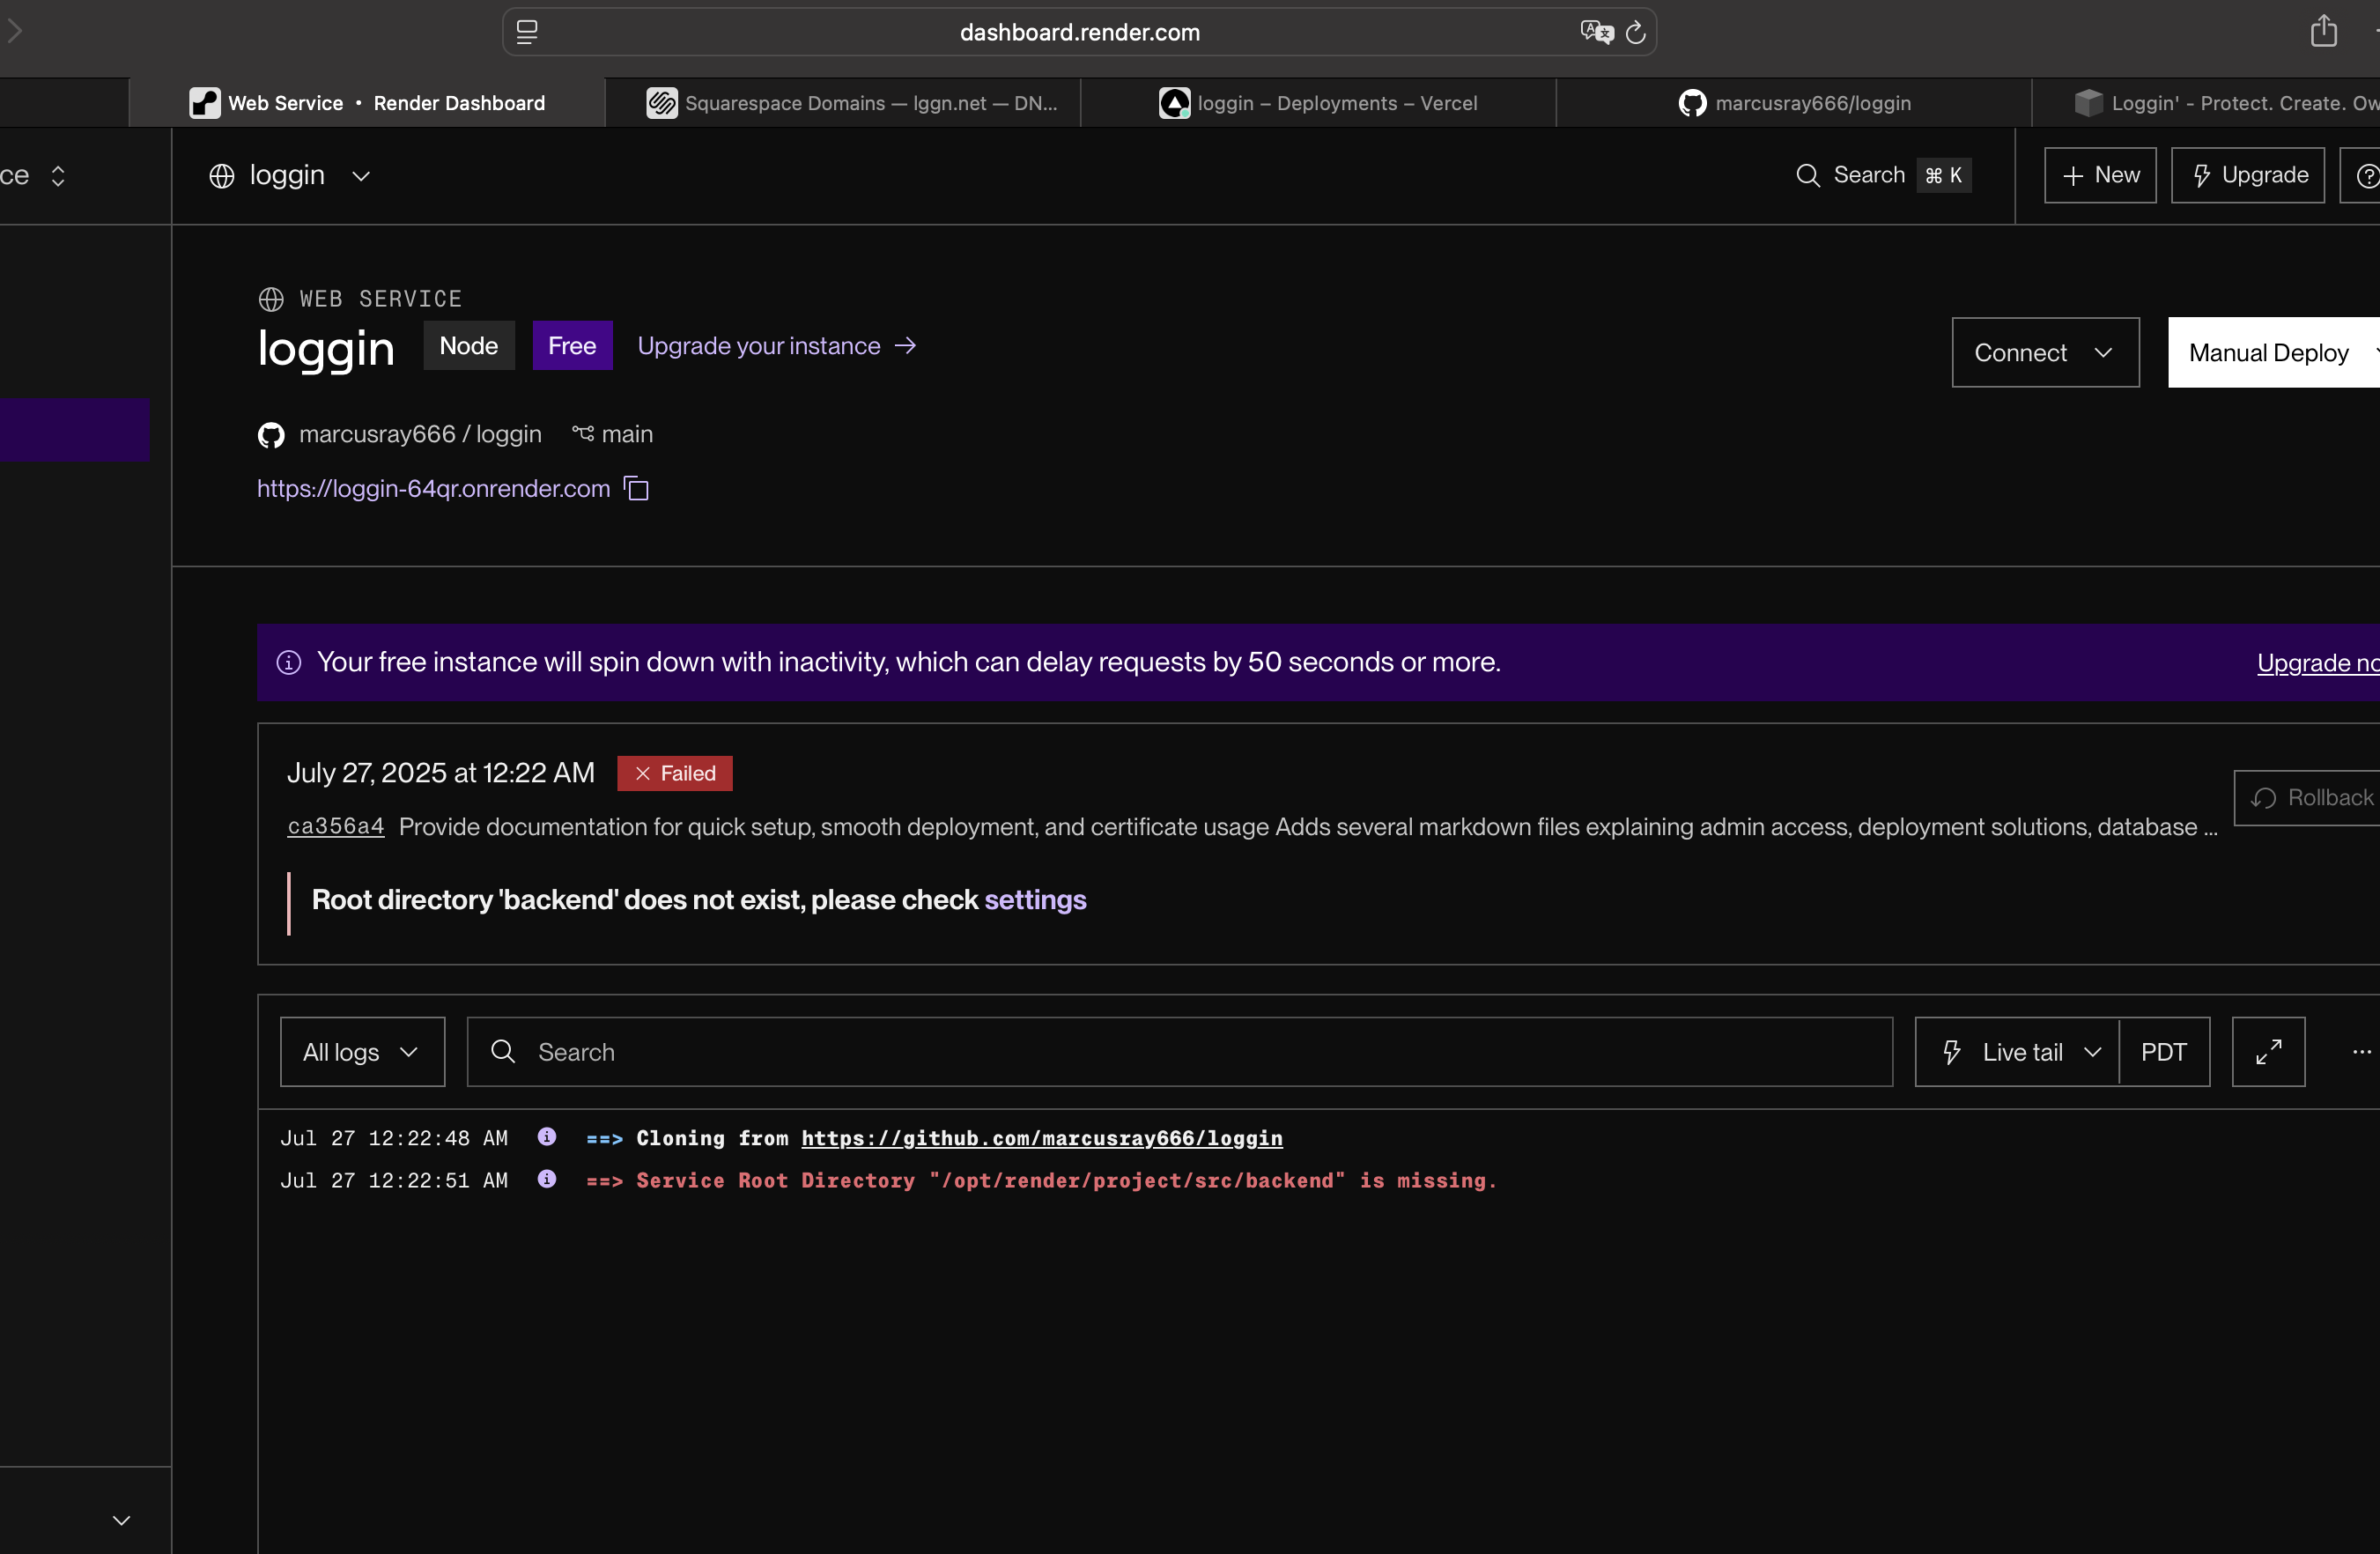 dashboard.render.com
Web Service • Render Dashboard
Squarespace Domains — lggn.net — DN...
loggin – Deployments – Vercel
marcusray666/loggin
Loggin' - Protect. Create. Ow
ce
loggin
Search ⌘ K
New
Upgrade
WEB SERVICE
loggin Node Free Upgrade your instance →
Connect
Manual Deploy
marcusray666 / loggin main
https://loggin-64qr.onrender.com
Your free instance will spin down with inactivity, which can delay requests by 50 seconds or more.
Upgrade no
July 27, 2025 at 12:22 AM Failed
Rollback
ca356a4 Provide documentation for quick setup, smooth deployment, and certificate usage Adds several markdown files explaining admin access, deployment solutions, database ...
Root directory 'backend' does not exist, please check settings
All logs
Search
Live tail
PDT
...
Jul 27 12:22:48 AM ==> Cloning from https://github.com/marcusray666/loggin
Jul 27 12:22:51 AM ==> Service Root Directory "/opt/render/project/src/backend" is missing.